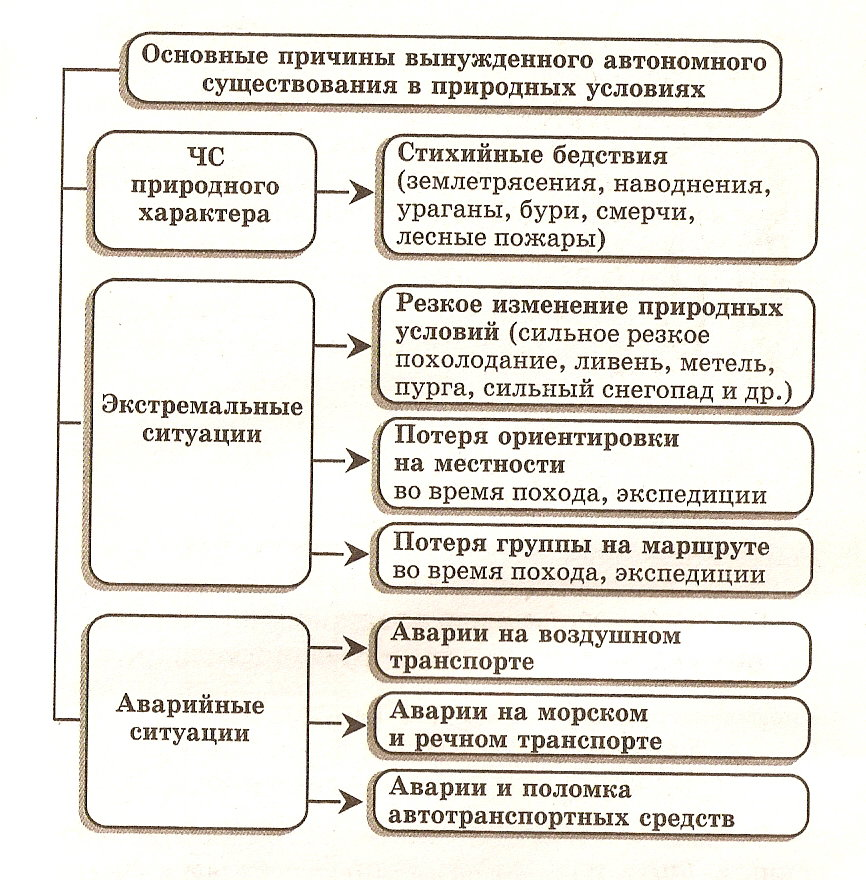 Основные причины вынужденного автономного
существования в природных условиях
ЧС
природного
характера
Стихийные бедствия
(землетрясения, наводнения,
ураганы, бури, смерчи,
лесные пожары)
Экстремальные
ситуации
Резкое изменение природных
условий (сильное резкое
похолодание, ливень, метель,
пурга, сильный снегопад и др.)
Потеря ориентировки
на местности
во время похода, экспедиции
Потеря группы на маршруте
во время похода, экспедиции
Аварийные
ситуации
Аварии на воздушном
транспорте
Аварии на морском
и речном транспорте
Аварии и поломка
автотранспортных средств